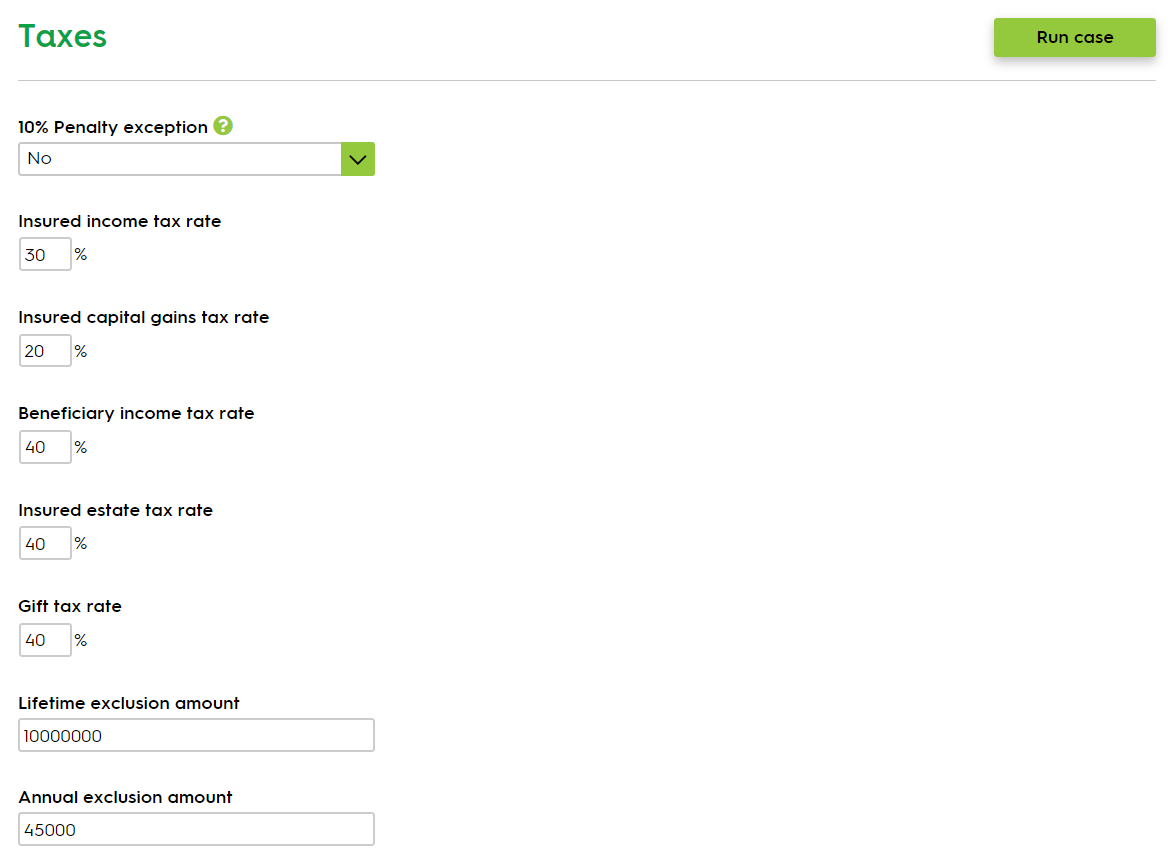 Taxes
Run case
10% Penalty exception ?
No
Insured income tax rate
30 %
Insured capital gains tax rate
20 %
Beneficiary income tax rate
40 %
Insured estate tax rate
40 %
Gift tax rate
40 %
Lifetime exclusion amount
10000000
Annual exclusion amount
45000